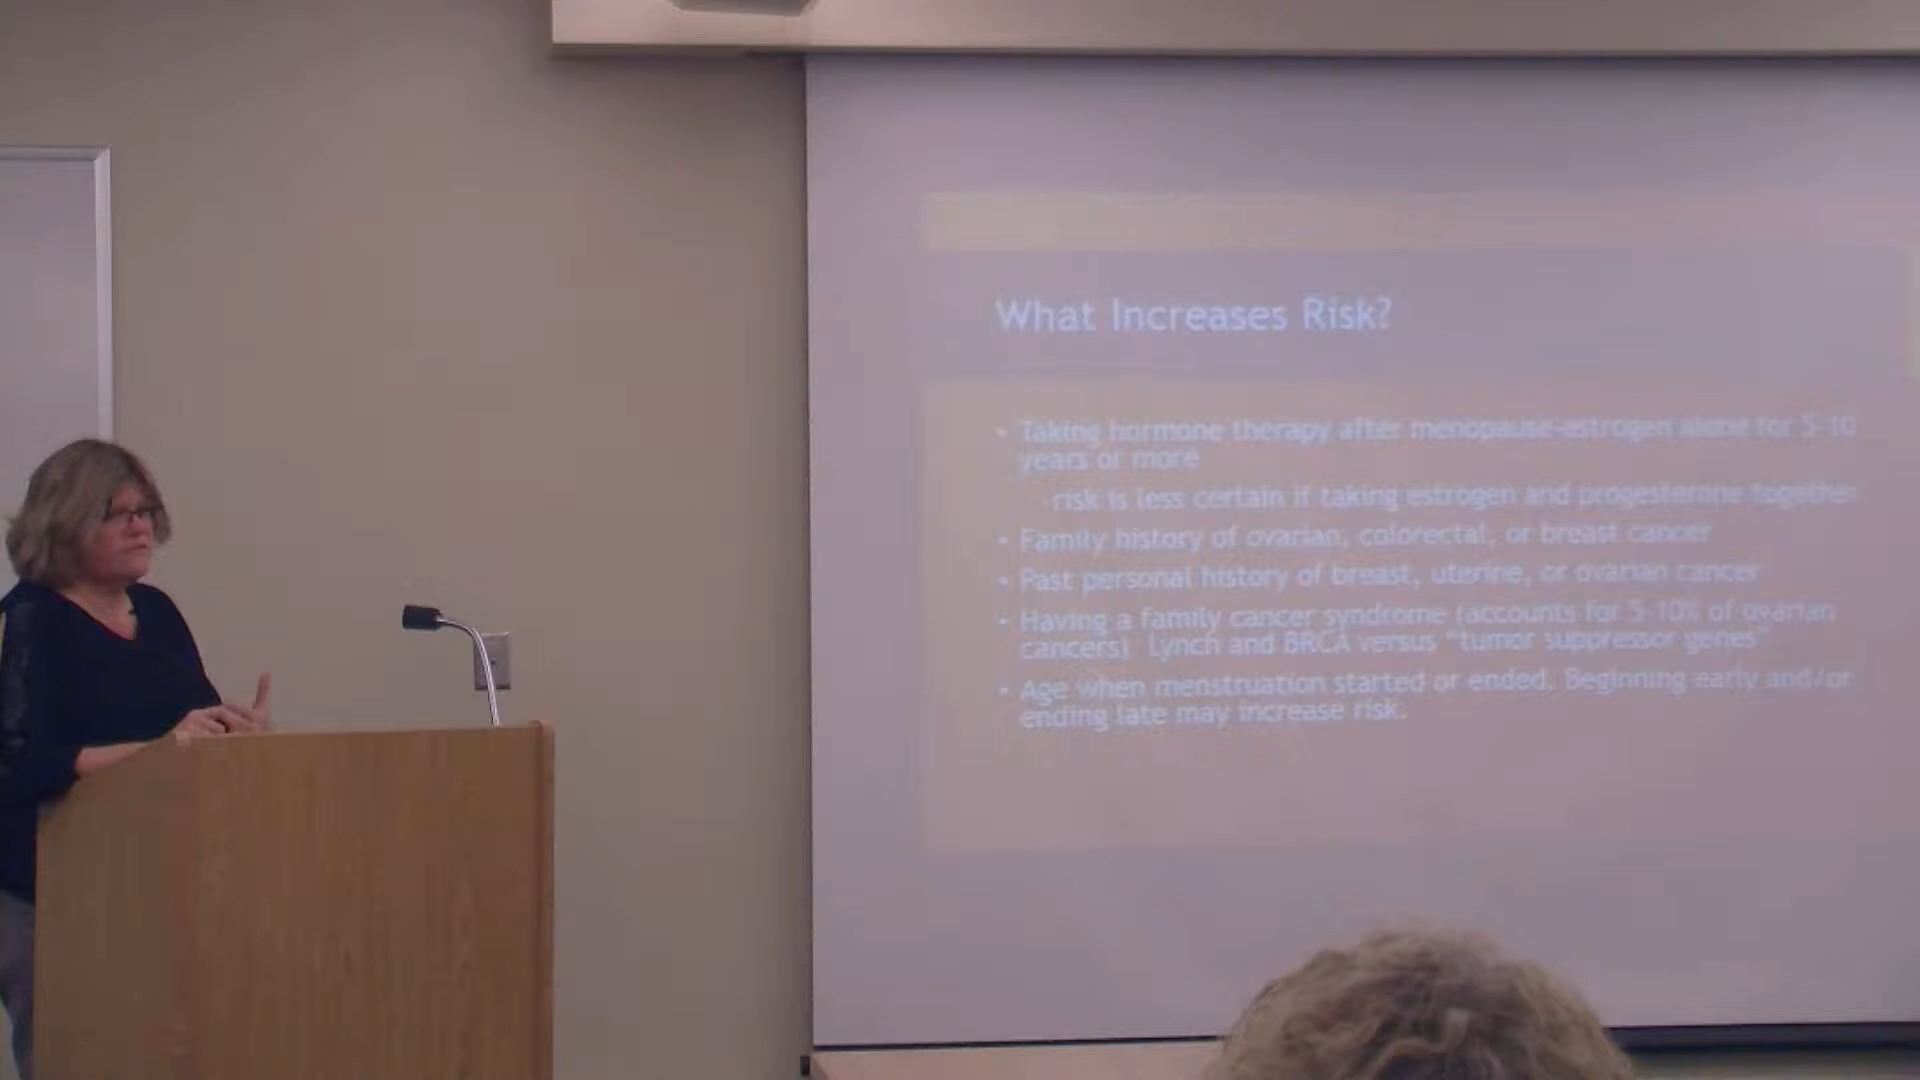 What Increases Risk?
• Taking hormone therapy after menopause-estrogen alone for 5-10
years or more
- risk is less certain if taking estrogen and progesterone together
• Family history of ovarian, colorectal, or breast cancer
• Past personal history of breast, uterine, or ovarian cancer
• Having a family cancer syndrome (accounts for 5-10% of ovarian
cancers) Lynch and BRCA versus "tumor suppressor genes"
• Age when menstruation started or ended. Beginning early and/or
ending late may increase risk.